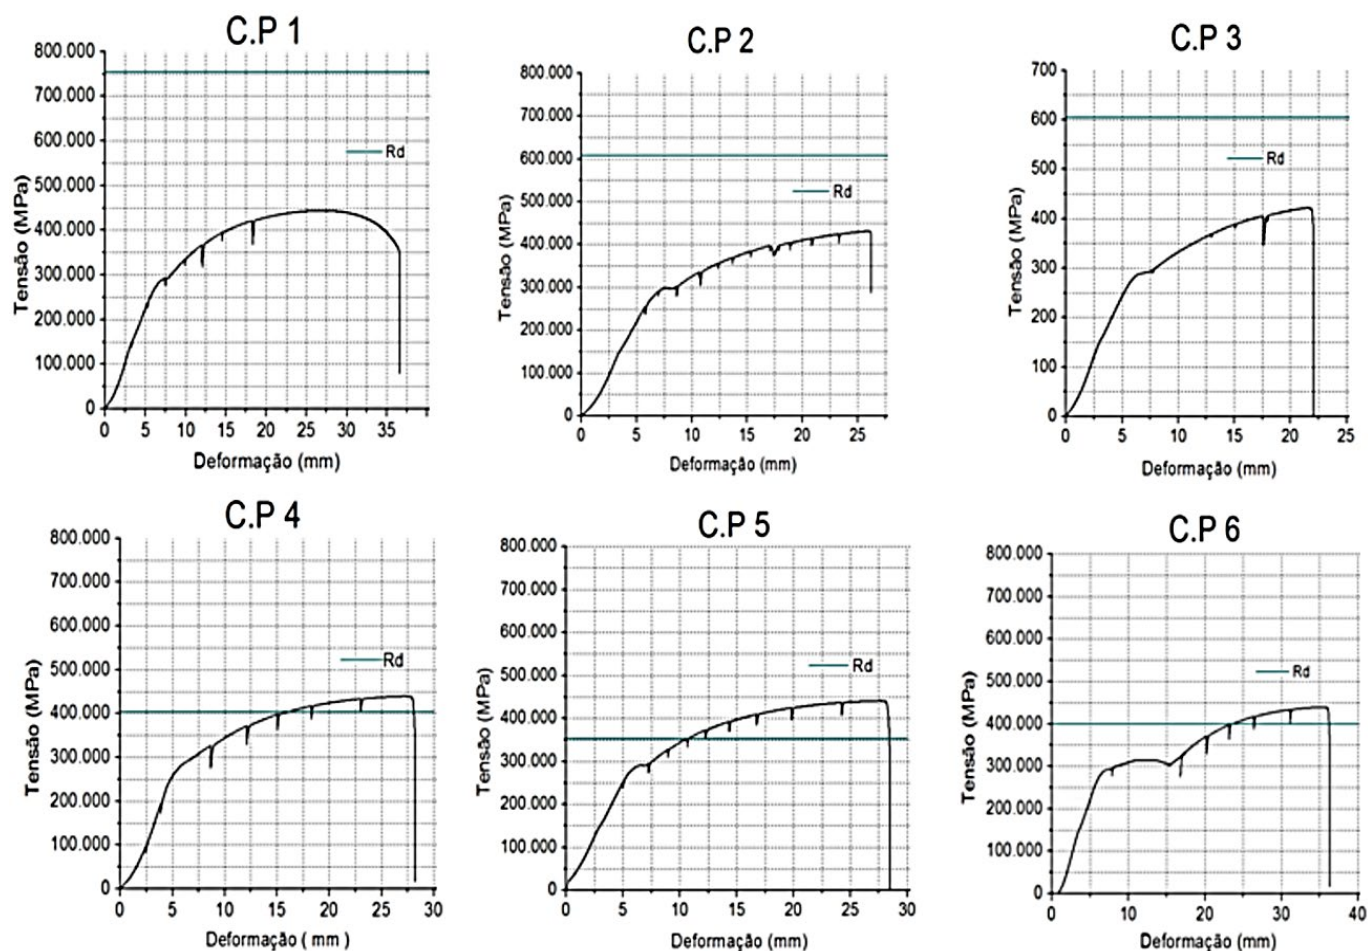 C.P 1
800.000
700.000
600.000
500.000
400.000
300.000
200.000
100.000
0
Tensão (MPa)
Rd
0 5 10 15 20 25 30 35
Deformação (mm)
C.P 2
800.000
700.000
600.000
500.000
400.000
300.000
200.000
100.000
0
Tensão (MPa)
Rd
0 5 10 15 20 25
Deformação (mm)
C.P 3
700
600
500
400
300
200
100
0
Tensão (MPa)
Rd
0 5 10 15 20 25
Deformação (mm)
C.P 4
800.000
700.000
600.000
500.000
400.000
300.000
200.000
100.000
0
Tensão (MPa)
Rd
0 5 10 15 20 25 30
Deformação ( mm )
C.P 5
800.000
700.000
600.000
500.000
400.000
300.000
200.000
100.000
0
Tensão (MPa)
Rd
0 5 10 15 20 25 30
Deformação (mm)
C.P 6
800.000
700.000
600.000
500.000
400.000
300.000
200.000
100.000
0
Tensão (MPa)
Rd
0 10 20 30 40
Deformação (mm)